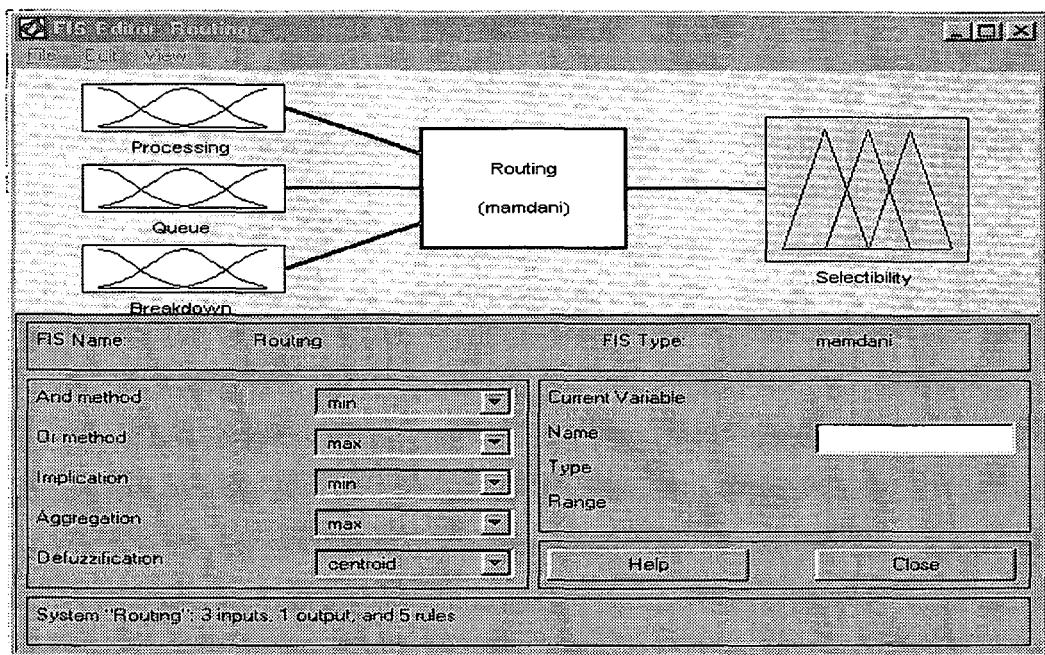 FIS Editor: Routing
File Edit View
Processing
Queue
Breakdown
Routing
(mamdani)
Selectibility
FIS Name: Routing FIS Type: mamdani
And method min
Or method max
Implication min
Aggregation max
Defuzzification centroid
Current Variable
Name
Type
Range
Help Close
System "Routing": 3 inputs, 1 output, and 5 rules